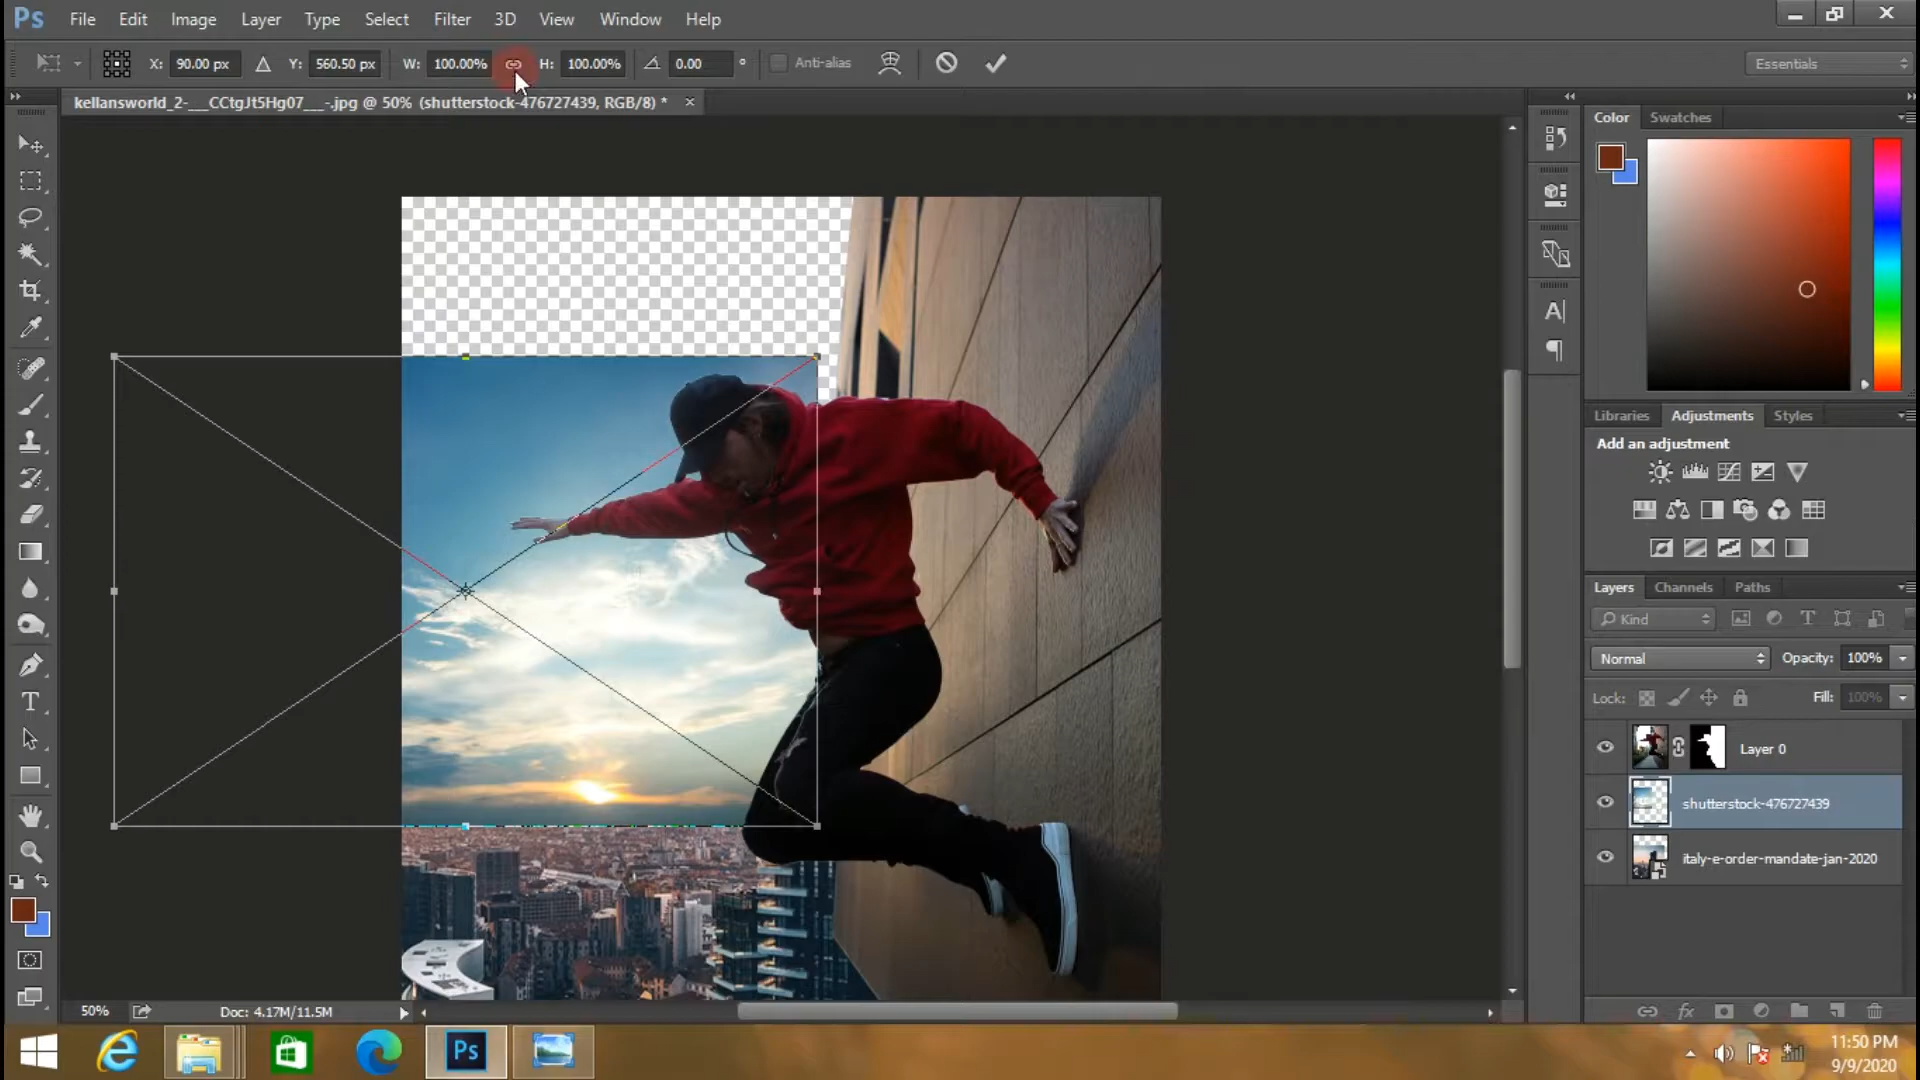 Ps File Edit Image Layer Type Select Filter 3D View Window Help
X: 90.00 px Y: 560.50 px W: 100.00% H: 100.00% 0.00 ° Anti-alias Essentials
kellansworld_2-___CCtgJt5Hg07___-.jpg @ 50% (shutterstock-476727439, RGB/8) * ×
Color Swatches
Libraries Adjustments Styles
Add an adjustment
Layers Channels Paths
Kind
Normal Opacity: 100%
Lock: Fill: 100%
Layer 0
shutterstock-476727439
italy-e-order-mandate-jan-2020
50% Doc: 4.17M/11.5M
Ps
11:50 PM
9/9/2020